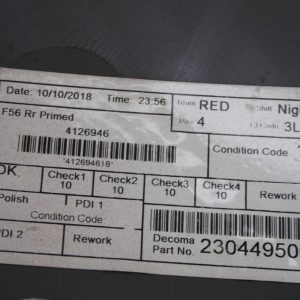 Date: 10/10/2018 Time: 23:56 Team RED Shift Nig
Pos 4 3L
F56 Rr Primed
4126946
"412694618"
Condition Code
OK. Check1 10 Check2 10 Check3 10 Check4 10 Rework
Polish PDI 1
Condition Code
PDI 2 Rework
Decoma Part No. 23044950